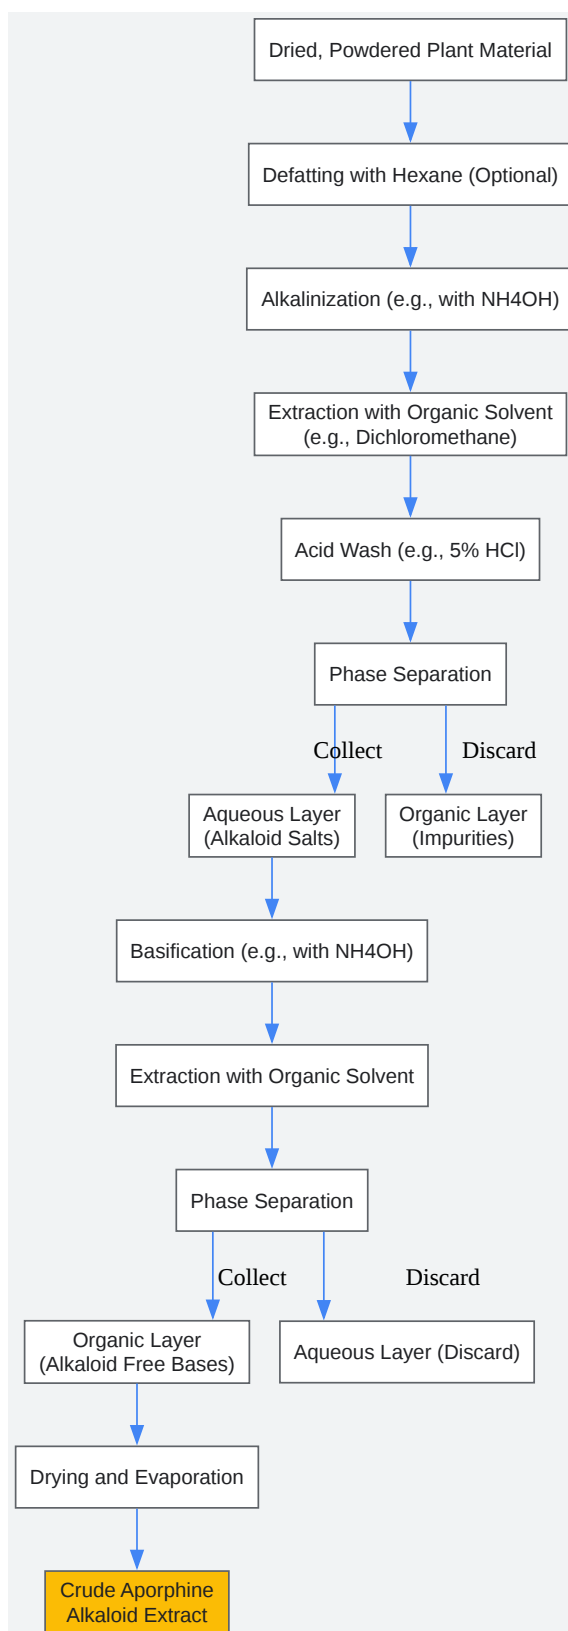 Dried, Powdered Plant Material
Defatting with Hexane (Optional)
Alkalinization (e.g., with NH4OH)
Extraction with Organic Solvent
(e.g., Dichloromethane)
Acid Wash (e.g., 5% HCl)
Phase Separation
Collect
Discard
Aqueous Layer
(Alkaloid Salts)
Organic Layer
(Impurities)
Basification (e.g., with NH4OH)
Extraction with Organic Solvent
Phase Separation
Collect
Discard
Organic Layer
(Alkaloid Free Bases)
Aqueous Layer (Discard)
Drying and Evaporation
Crude Aporphine
Alkaloid Extract